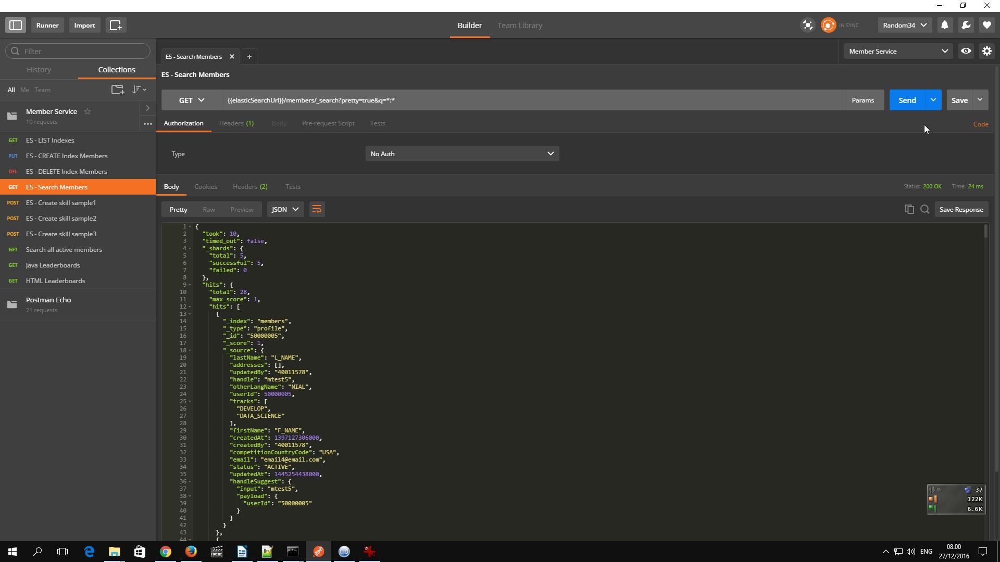 Runner Import Builder Team Library IN SYNC Random34
Filter
ES - Search Members
Member Service
History Collections
ES - Search Members
All Me Team
GET {{elasticSearchUrl}}/members/_search?pretty=true&q=*:* Params Send Save
Member Service
10 requests
Authorization Headers (1) Body Pre-request Script Tests Code
GET ES - LIST Indexes
PUT ES - CREATE Index Members
DEL ES - DELETE Index Members
GET ES - Search Members
POST ES - Create skill sample1
POST ES - Create skill sample2
POST ES - Create skill sample3
GET Search all active members
GET Java Leaderboards
GET HTML Leaderboards
Postman Echo
21 requests
Type No Auth
Body Cookies Headers (2) Tests Status: 200 OK Time: 24 ms
Pretty Raw Preview JSON Save Response
1 {
2 "took": 10,
3 "timed_out": false,
4 "_shards": {
5 "total": 5,
6 "successful": 5,
7 "failed": 0
8 },
9 "hits": {
10 "total": 28,
11 "max_score": 1,
12 "hits": [
13 {
14 "_index": "members",
15 "_type": "profile",
16 "_id": "50000005",
17 "_score": 1,
18 "_source": {
19 "lastName": "L_NAME",
20 "addresses": [],
21 "updatedBy": "40011578",
22 "handle": "mtest5",
23 "otherLangName": "NIAL",
24 "userId": 50000005,
25 "tracks": [
26 "DEVELOP",
27 "DATA_SCIENCE"
28 ],
29 "firstName": "F_NAME",
30 "createdAt": 1397127306000,
31 "createdBy": "40011578",
32 "competitionCountryCode": "USA",
33 "email": "email4@email.com",
34 "status": "ACTIVE",
35 "updatedAt": 1445254438000,
36 "handleSuggest": {
37 "input": "mtest5",
38 "payload": {
39 "userId": "50000005"
40 }
41 }
42 }
43 },
44 {
37
122K
6.6K
ENG
08.00
27/12/2016